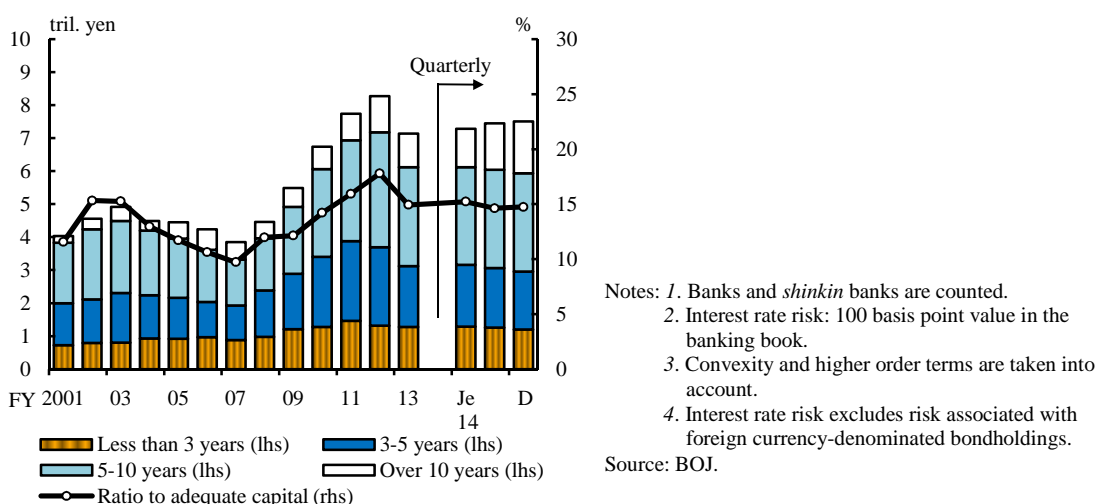 tril. yen
%
10
9
8
7
6
5
4
3
2
1
0
30
25
20
15
10
5
0
Quarterly
FY 2001 03 05 07 09 11 13 Je D
14
Less than 3 years (lhs) 3-5 years (lhs)
5-10 years (lhs) Over 10 years (lhs)
Ratio to adequate capital (rhs)
Notes: 1. Banks and shinkin banks are counted.
2. Interest rate risk: 100 basis point value in the
banking book.
3. Convexity and higher order terms are taken into
account.
4. Interest rate risk excludes risk associated with
foreign currency-denominated bondholdings.
Source: BOJ.